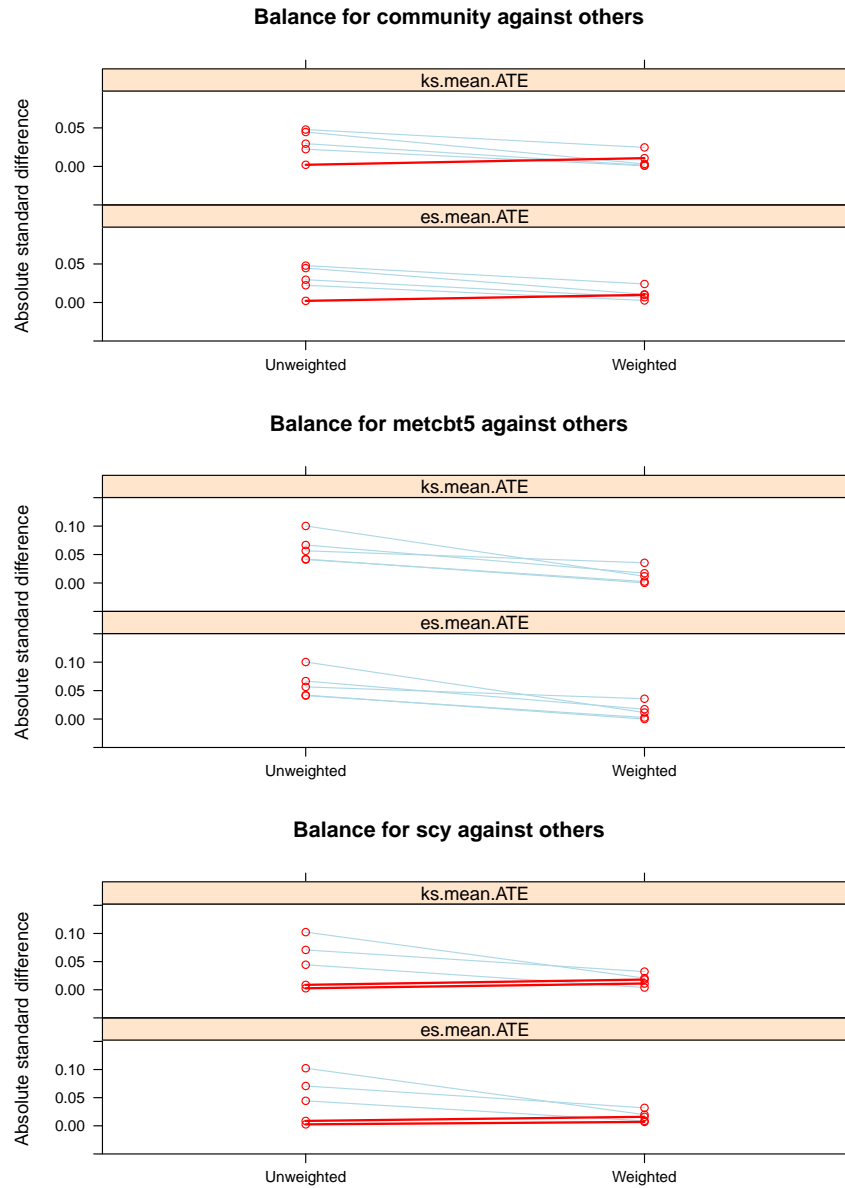 Balance for community against others
ks.mean.ATE
0.05
0.00
es.mean.ATE
0.05
0.00
Absolute standard difference
Unweighted Weighted
Balance for metcbt5 against others
ks.mean.ATE
0.10
0.05
0.00
es.mean.ATE
0.10
0.05
0.00
Absolute standard difference
Unweighted Weighted
Balance for scy against others
ks.mean.ATE
0.10
0.05
0.00
es.mean.ATE
0.10
0.05
0.00
Absolute standard difference
Unweighted Weighted